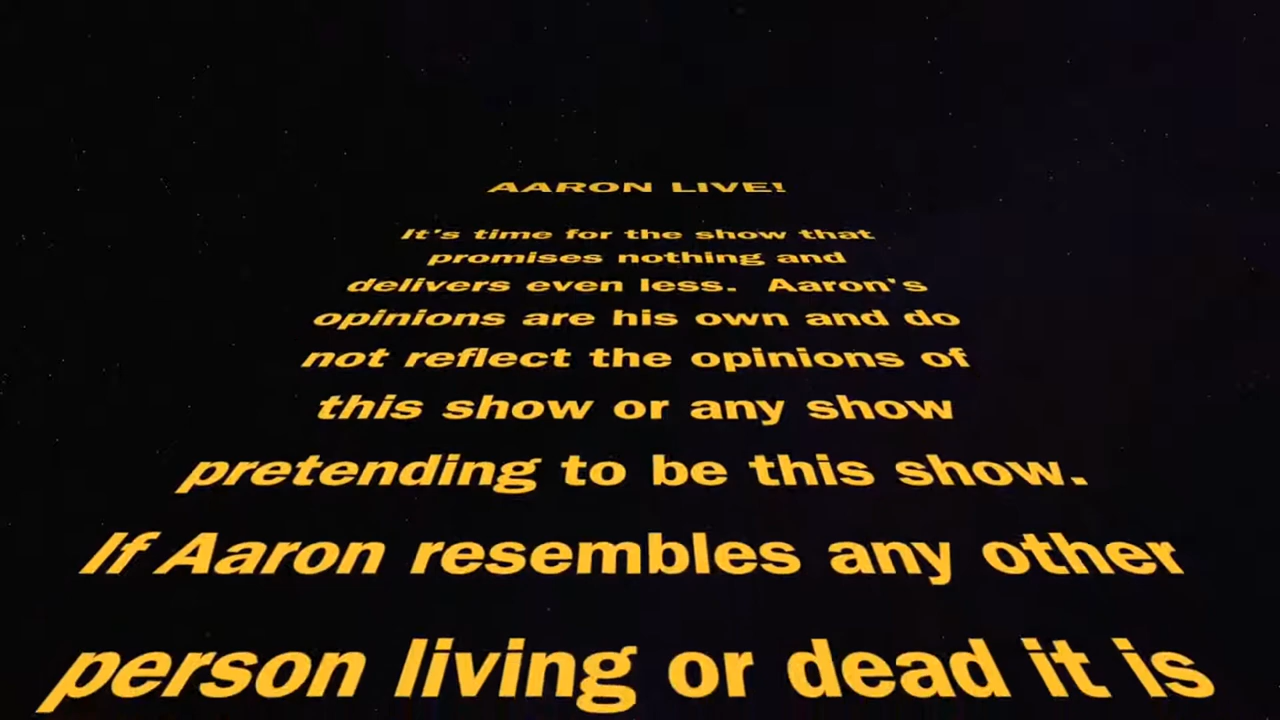 AARON LIVE!
It's time for the show that
promises nothing and
delivers even less.  Aaron's
opinions are his own and do
not reflect the opinions of
this show or any show
pretending to be this show.
If Aaron resembles any other
person living or dead it is